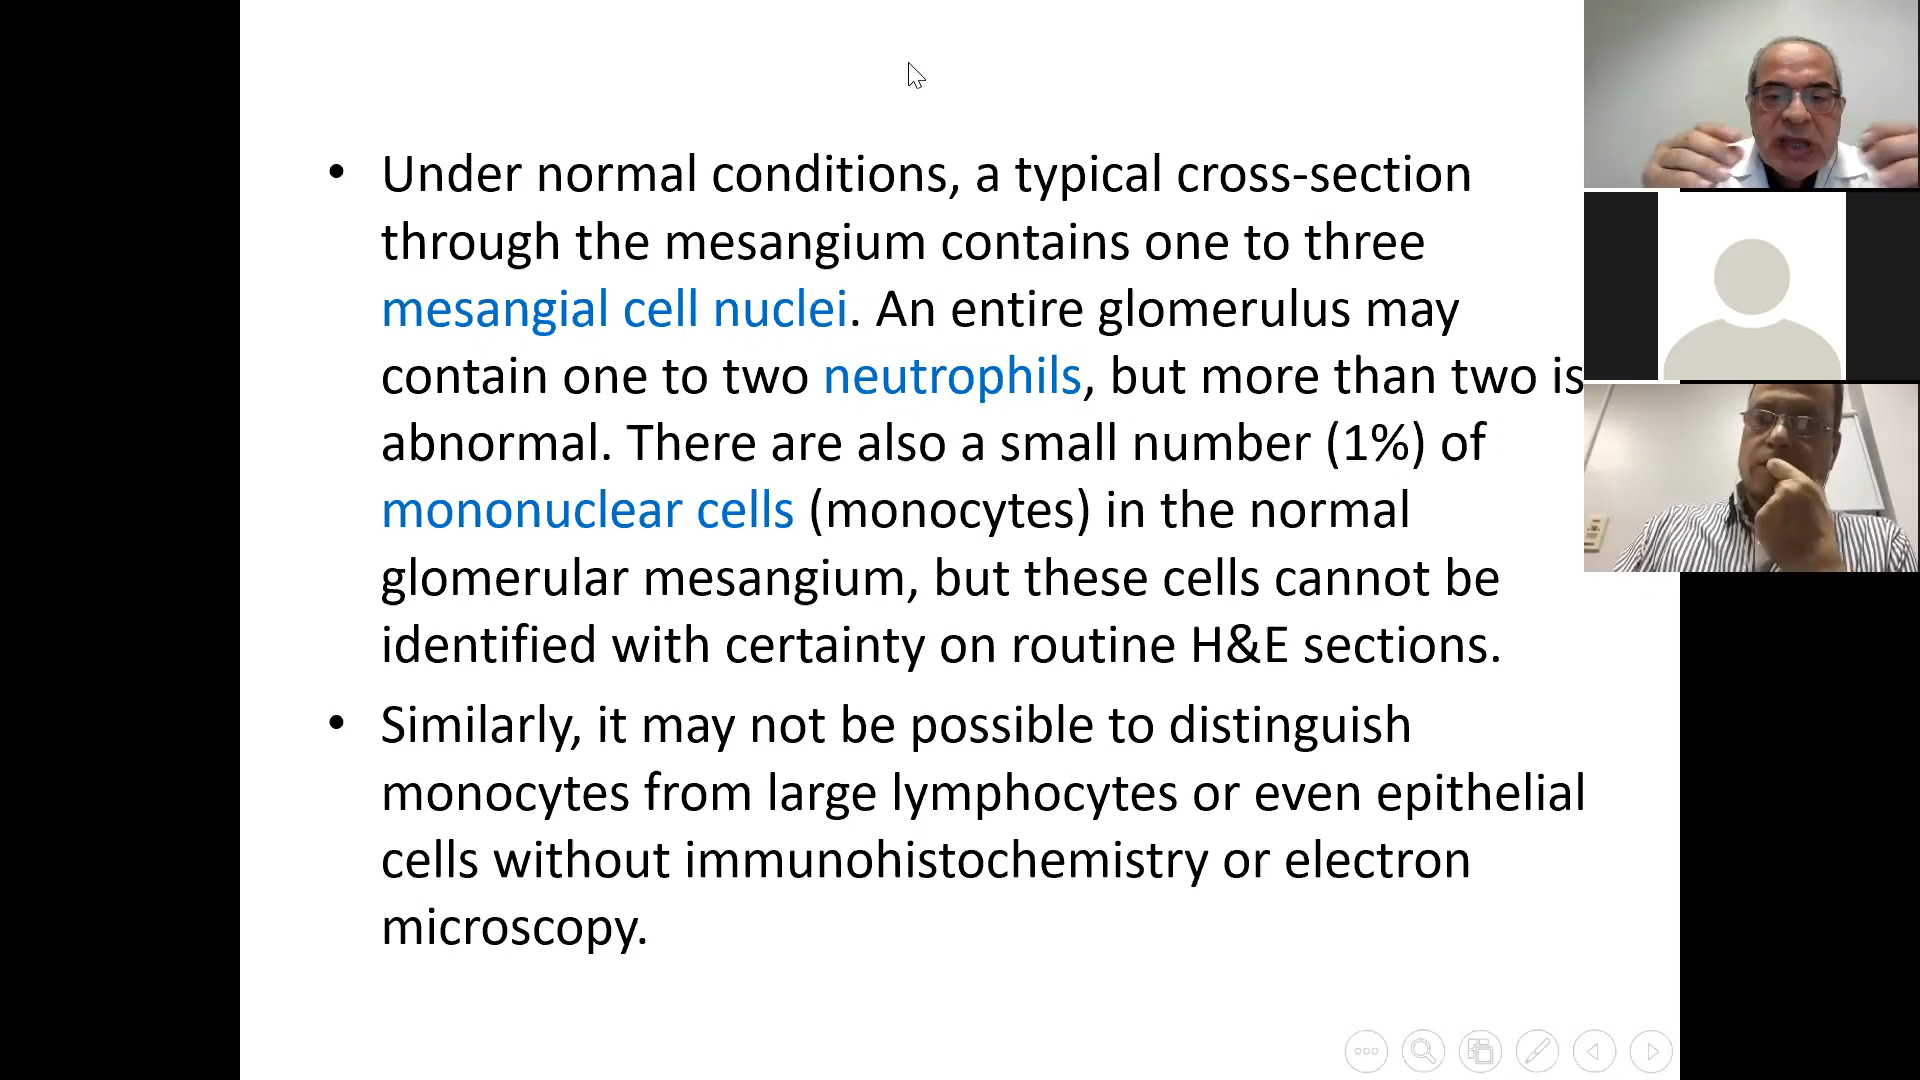 • Under normal conditions, a typical cross-section
through the mesangium contains one to three
mesangial cell nuclei. An entire glomerulus may
contain one to two neutrophils, but more than two is
abnormal. There are also a small number (1%) of
mononuclear cells (monocytes) in the normal
glomerular mesangium, but these cells cannot be
identified with certainty on routine H&E sections.
• Similarly, it may not be possible to distinguish
monocytes from large lymphocytes or even epithelial
cells without immunohistochemistry or electron
microscopy.